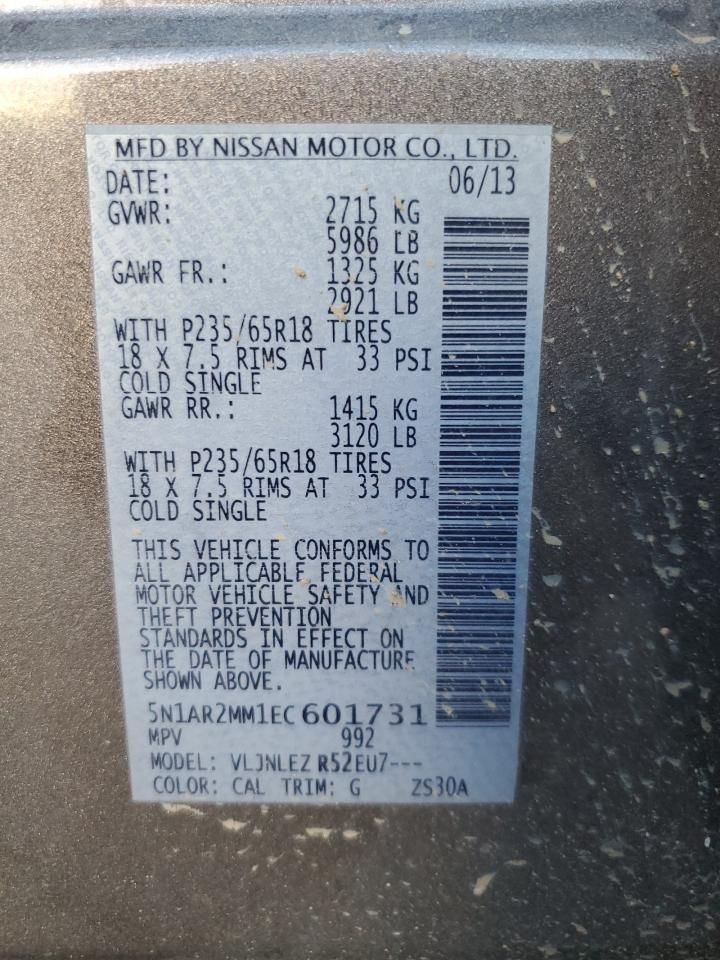 MFD BY NISSAN MOTOR CO., LTD.
DATE: 06/13
GVWR: 2715 KG
5986 LB
GAWR FR.: 1325 KG
2921 LB
WITH P235/65R18 TIRES
18 X 7.5 RIMS AT 33 PSI
COLD SINGLE
GAWR RR.: 1415 KG
3120 LB
WITH P235/65R18 TIRES
18 X 7.5 RIMS AT 33 PSI
COLD SINGLE
THIS VEHICLE CONFORMS TO
ALL APPLICABLE FEDERAL
MOTOR VEHICLE SAFETY AND
THEFT PREVENTION
STANDARDS IN EFFECT ON
THE DATE OF MANUFACTURE
SHOWN ABOVE.
5N1AR2MM1EC601731
MPV 992
MODEL: VLJNLEZ R52EU7---
COLOR: CAL TRIM: G ZS30A